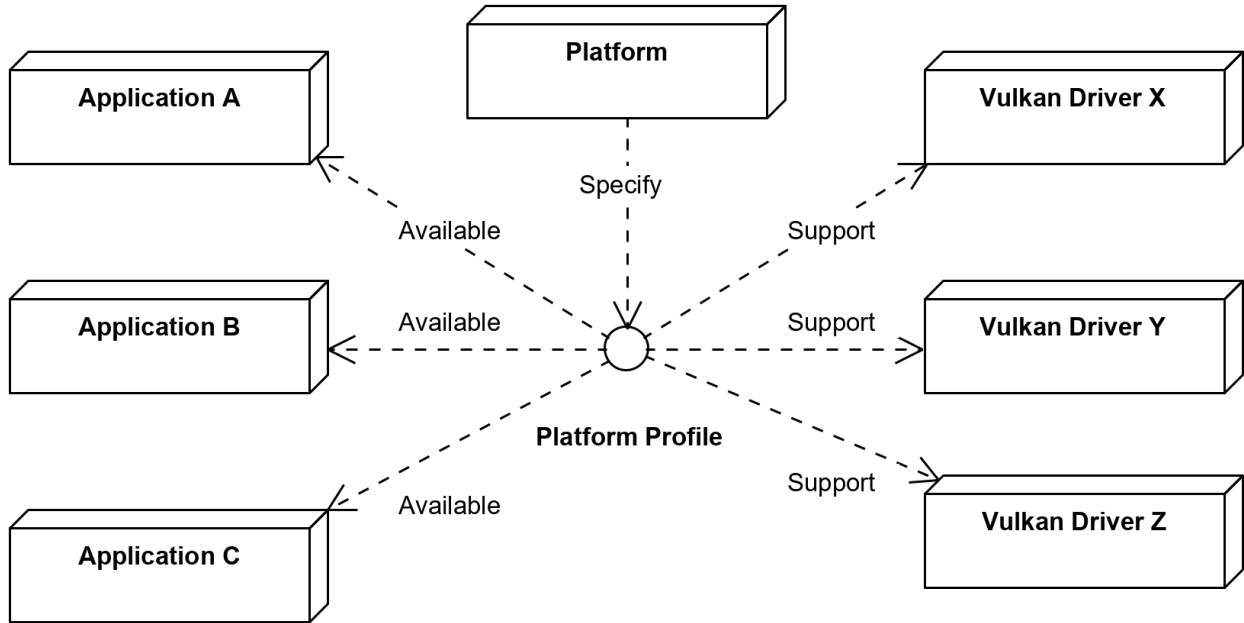 Platform
Application A
Vulkan Driver X
Specify
Available
Support
Application B
Available
Support
Vulkan Driver Y
Platform Profile
Available
Support
Application C
Vulkan Driver Z